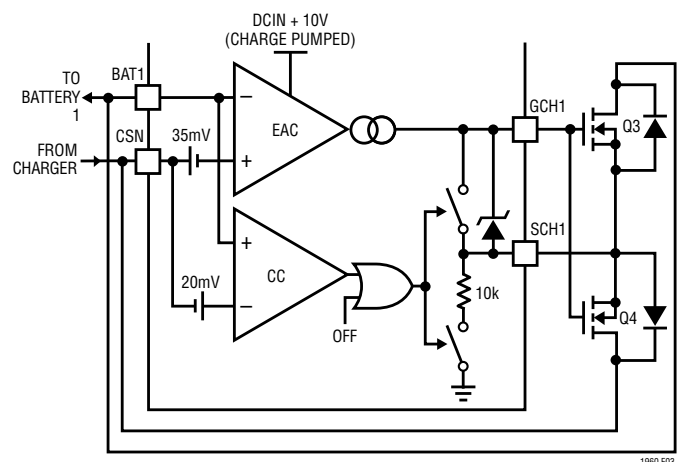 DCIN + 10V
(CHARGE PUMPED)
TO
BATTERY
1
BAT1
–
EAC
GCH1
Q3
FROM
CHARGER
CSN
35mV
+
SCH1
+
CC
20mV
–
10k
OFF
Q4
1960 F03